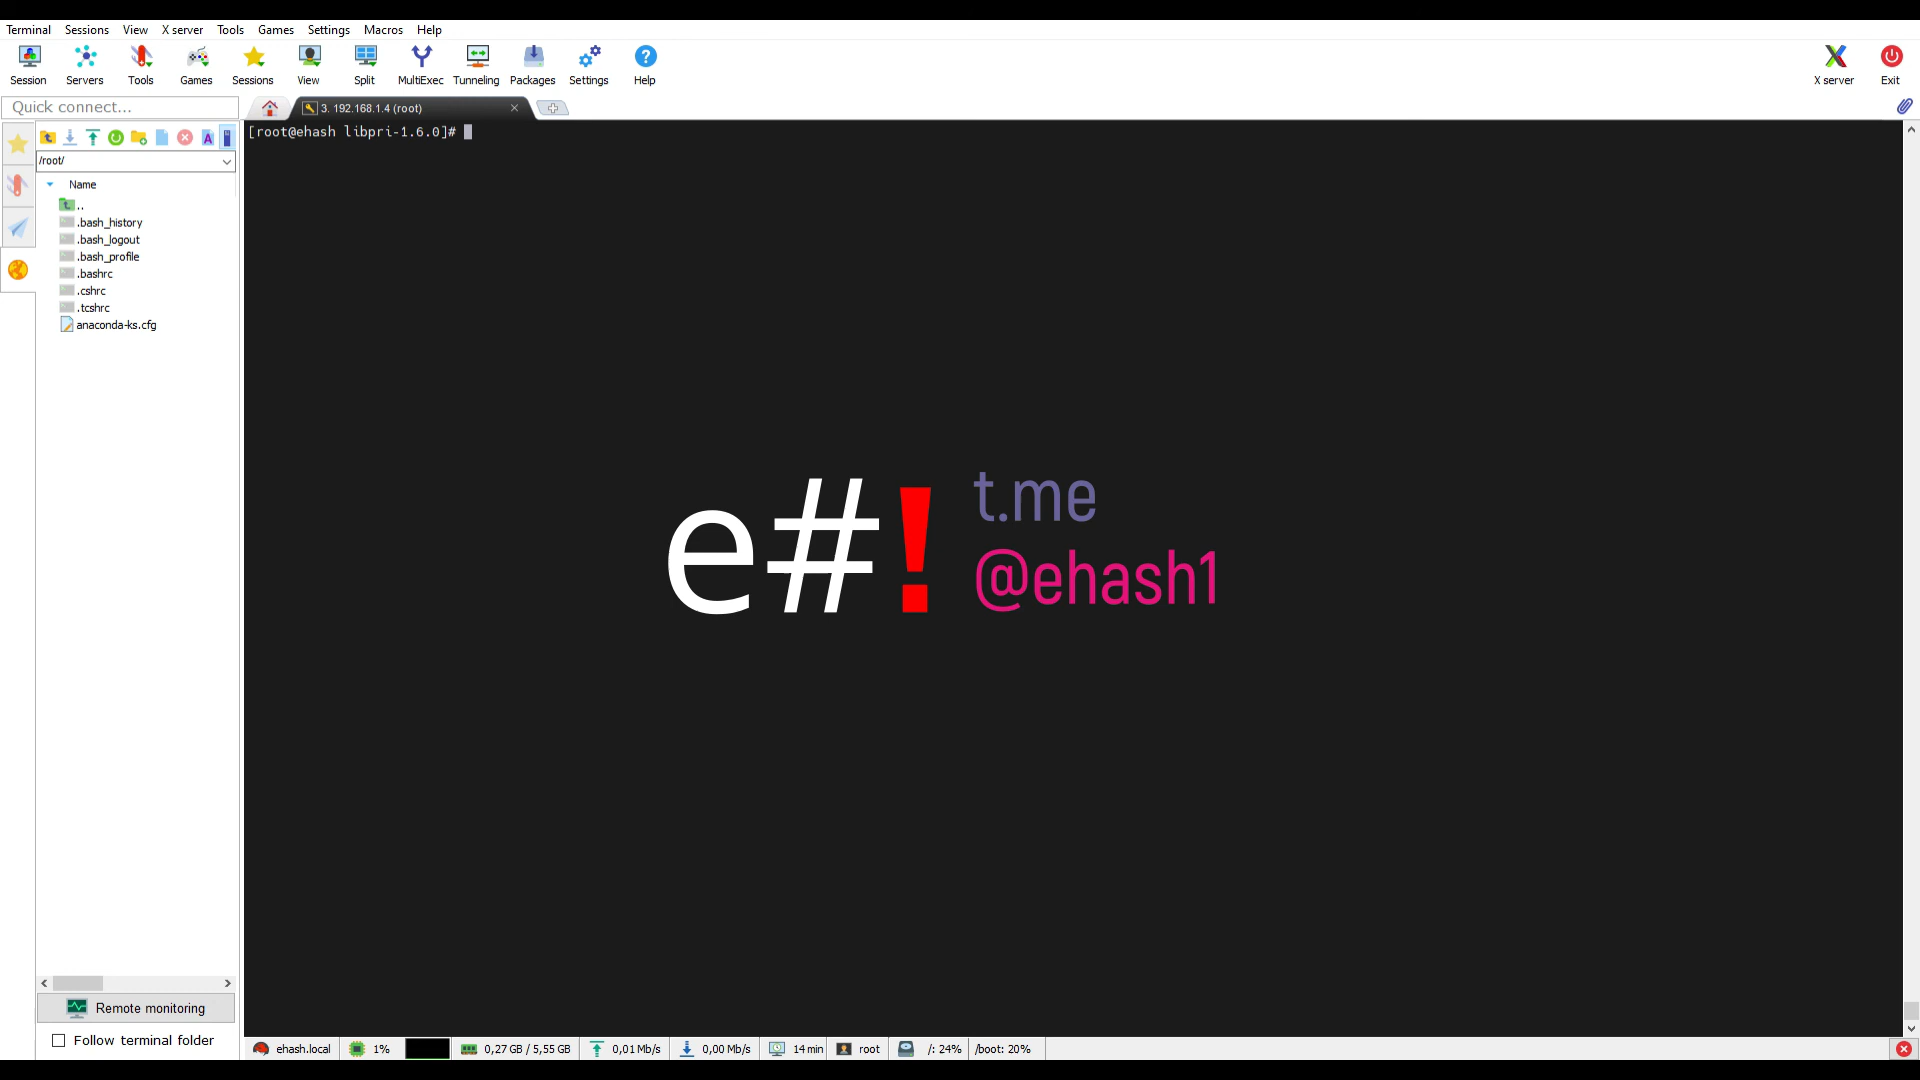 Terminal Sessions View X server Tools Games Settings Macros Help
Session Servers Tools Games Sessions View Split MultiExec Tunneling Packages Settings Help X server Exit
Quick connect...
3. 192.168.1.4 (root)
[root@ehash libpri-1.6.0]#
/root/
Name
..
.bash_history
.bash_logout
.bash_profile
.bashrc
.cshrc
.tcshrc
anaconda-ks.cfg
e#!
t.me
@ehash1
Remote monitoring
Follow terminal folder
ehash.local 1% 0,27 GB / 5,55 GB 0,01 Mb/s 0,00 Mb/s 14 min root /: 24% /boot: 20%